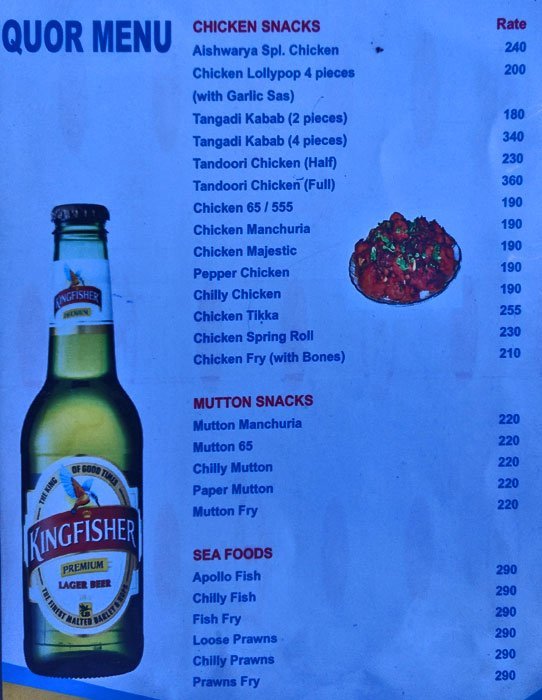 QUOR MENU
CHICKEN SNACKS Rate
Aishwarya Spl. Chicken 240
Chicken Lollypop 4 pieces 200
(with Garlic Sas)
Tangadi Kabab (2 pieces) 180
Tangadi Kabab (4 pieces) 340
Tandoori Chicken (Half) 230
Tandoori Chicken (Full) 360
Chicken 65 / 555 190
Chicken Manchuria 190
Chicken Majestic 190
Pepper Chicken 190
Chilly Chicken 190
Chicken Tikka 255
Chicken Spring Roll 230
Chicken Fry (with Bones) 210
MUTTON SNACKS
Mutton Manchuria 220
Mutton 65 220
Chilly Mutton 220
Paper Mutton 220
Mutton Fry 220
SEA FOODS
Apollo Fish 290
Chilly Fish 290
Fish Fry 290
Loose Prawns 290
Chilly Prawns 290
Prawns Fry 290
KINGFISHER
PREMIUM
THE KING OF GOOD TIMES
KINGFISHER
PREMIUM
LAGER BEER
THE FINEST MALTED BARLEY &